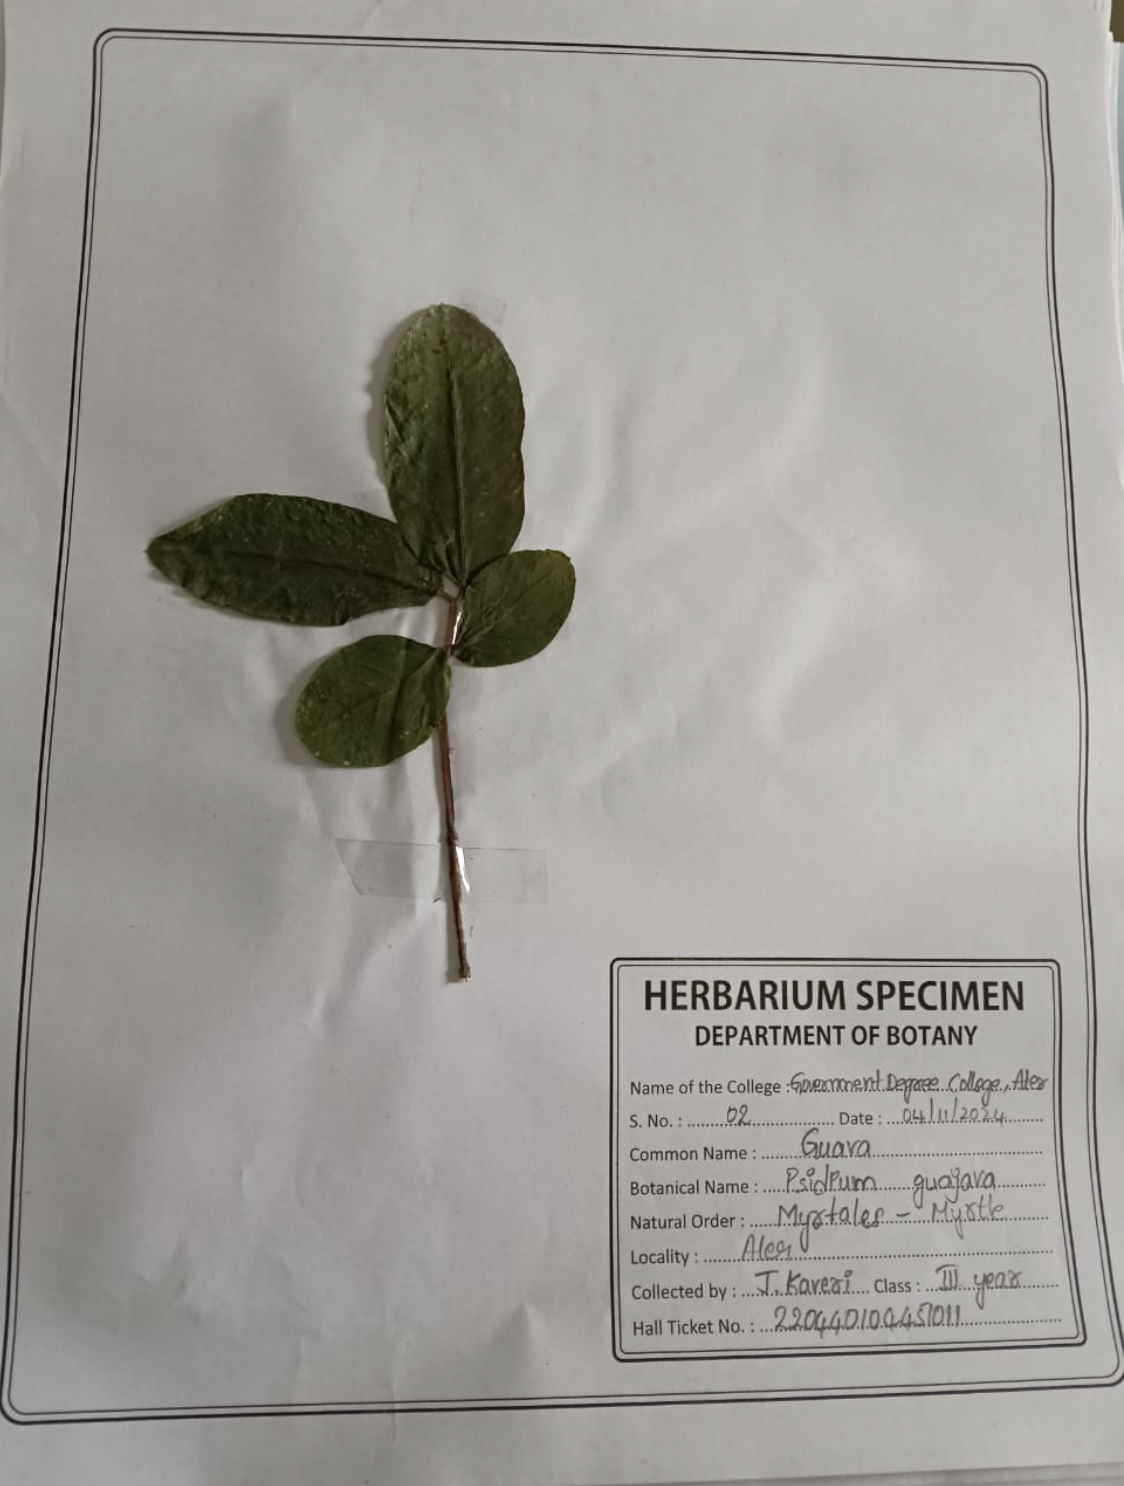 HERBARIUM SPECIMEN
DEPARTMENT OF BOTANY
Name of the College : Government Degree College, Aler
S. No. : 02 Date : 04/11/2024
Common Name : Guava
Botanical Name : Psidium guajava
Natural Order : Myrtales - Myrtle
Locality : Aler
Collected by : J. Kaveri Class : III year
Hall Ticket No. :